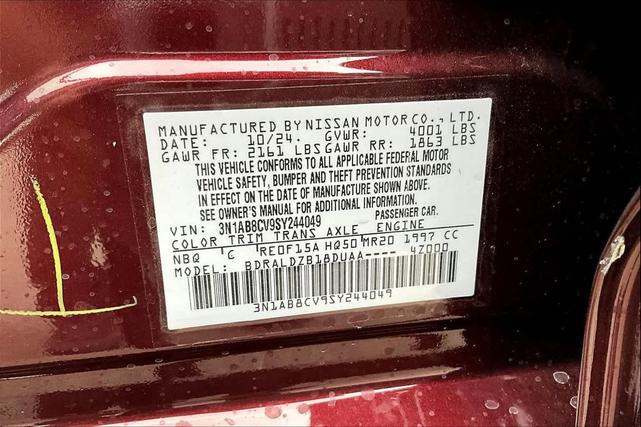 MANUFACTURED BY NISSAN MOTOR CO., LTD.
DATE: 10/24. GVWR: 4001 LBS
GAWR FR: 2161 LBS GAWR RR: 1863 LBS
THIS VEHICLE CONFORMS TO ALL APPLICABLE FEDERAL MOTOR
VEHICLE SAFETY, BUMPER AND THEFT PREVENTION STANDARDS
IN EFFECT ON THE DATE OF MANUFACTURE SHOWN ABOVE.
SEE OWNER'S MANUAL FOR ADDITIONAL INFORMATION.
VIN: 3N1AB8CV9SY244049 PASSENGER CAR.
COLOR TRIM TRANS AXLE ENGINE
NBQ C RE0F15A HQ50 MR20 1997 CC
MODEL: BDRALDZB18DUAA---- 4Z000
3N1AB8CV9SY244049